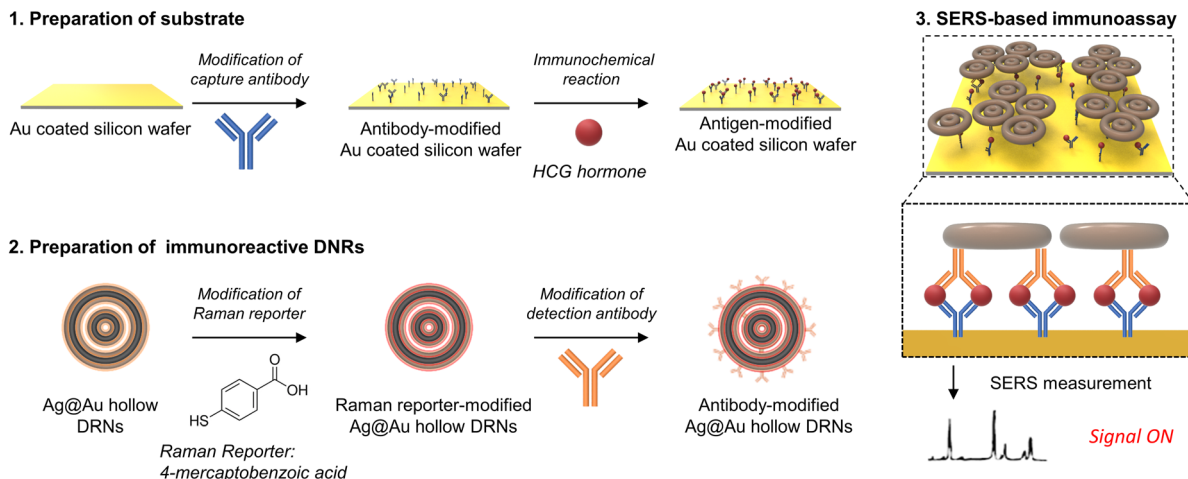 1. Preparation of substrate
Modification of
capture antibody
Immunochemical
reaction
Au coated silicon wafer
Antibody-modified
Au coated silicon wafer
HCG hormone
Antigen-modified
Au coated silicon wafer
2. Preparation of immunoreactive DNRs
Modification of
Raman reporter
Modification of
detection antibody
O
OH
HS
Ag@Au hollow
DRNs
Raman Reporter:
4-mercaptobenzoic acid
Raman reporter-modified
Ag@Au hollow DRNs
Antibody-modified
Ag@Au hollow DRNs
3. SERS-based immunoassay
SERS measurement
Signal ON